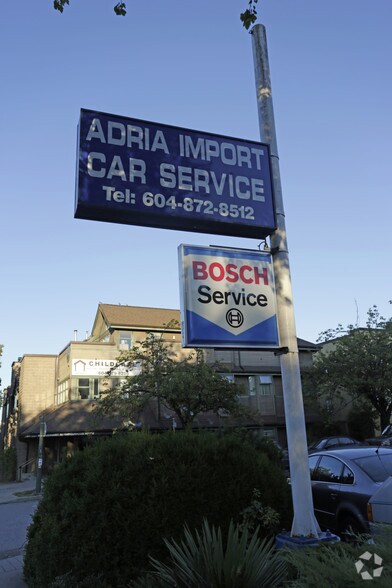 ADRIA IMPORT
CAR SERVICE
Tel: 604-872-8512
BOSCH
Service